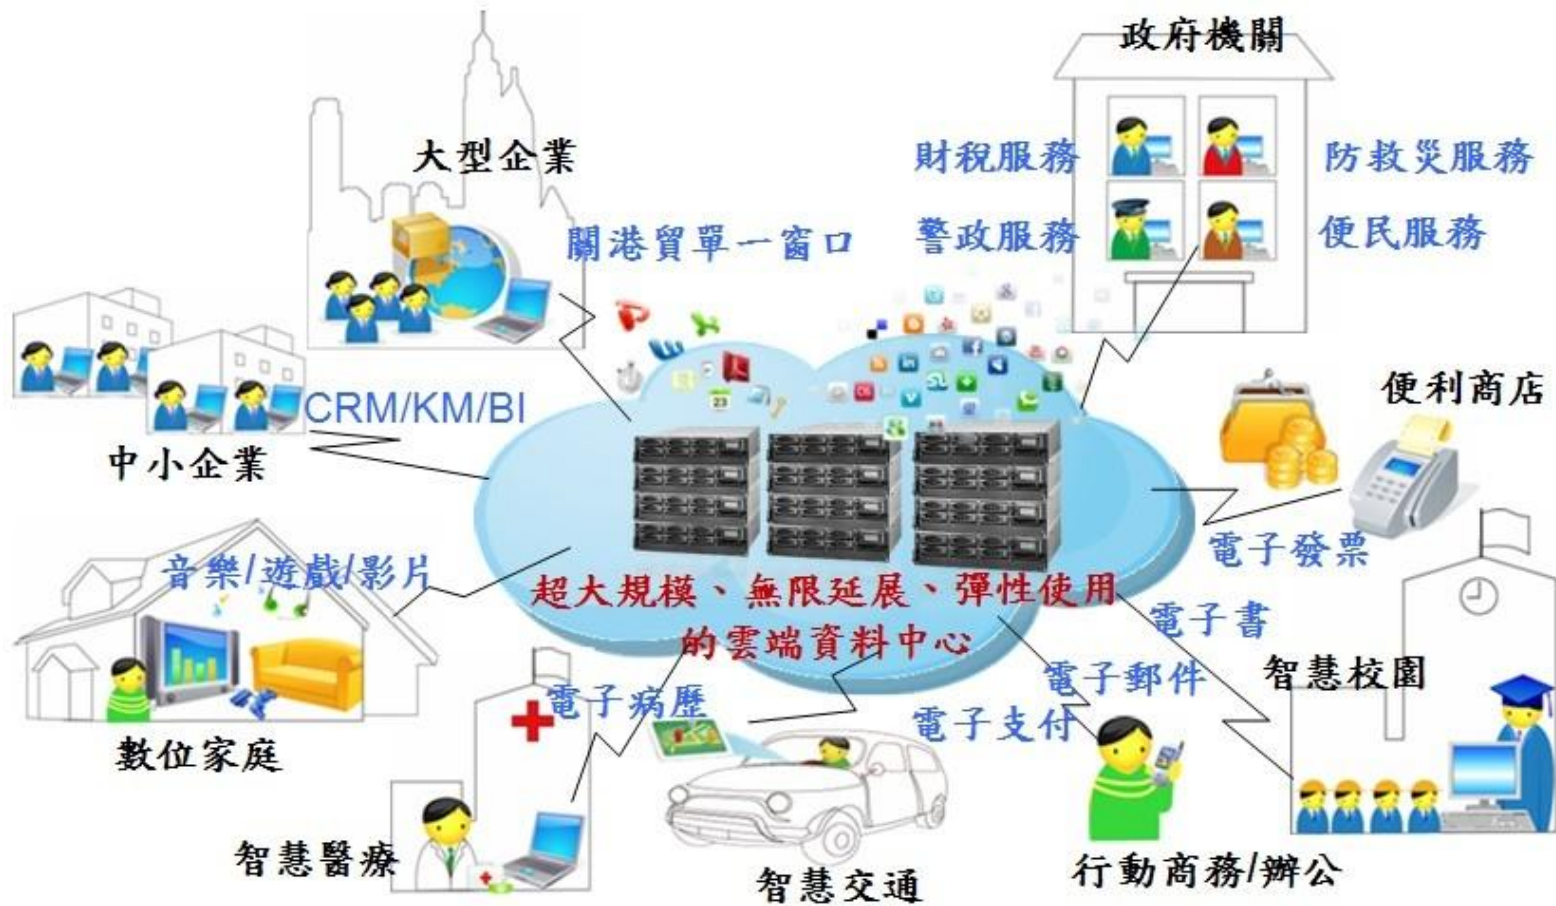 政府機關
大型企業
財稅服務
防救災服務
關港貿單一窗口
警政服務
便民服務
23
便利商店
CRM/KM/BI
中小企業
電子發票
音樂/遊戲/影片
超大規模、無限延展、彈性使用
的雲端資料中心
電子書
智慧校園
電子郵件
電子病歷
電子支付
數位家庭
智慧醫療
智慧交通
行動商務/辦公